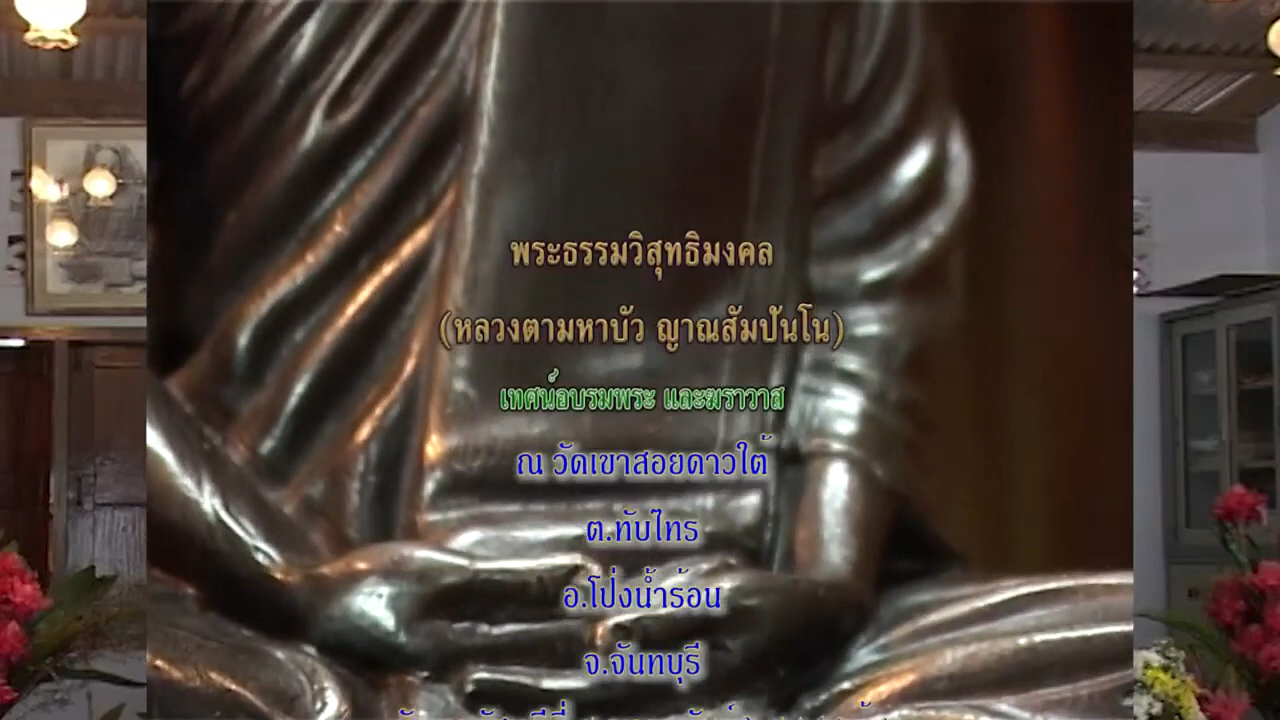 พระธรรมวิสุทธิมงคล
(หลวงตามหาบัว ญาณสัมปันโน)
เทศน์อบรมพระ และฆราวาส
ณ วัดเขาสอยดาวใต้
ต.ทับไทร
อ.โป่งน้ำร้อน
จ.จันทบุรี